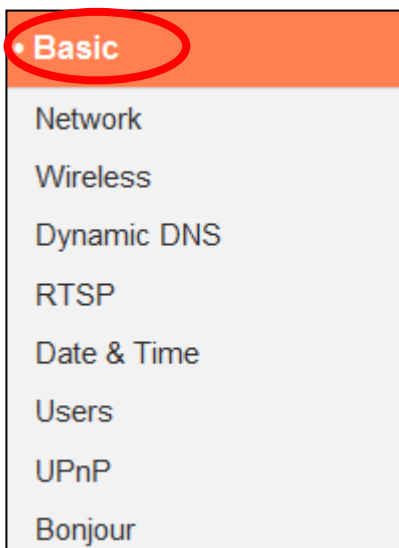 • Basic
Network
Wireless
Dynamic DNS
RTSP
Date & Time
Users
UPnP
Bonjour